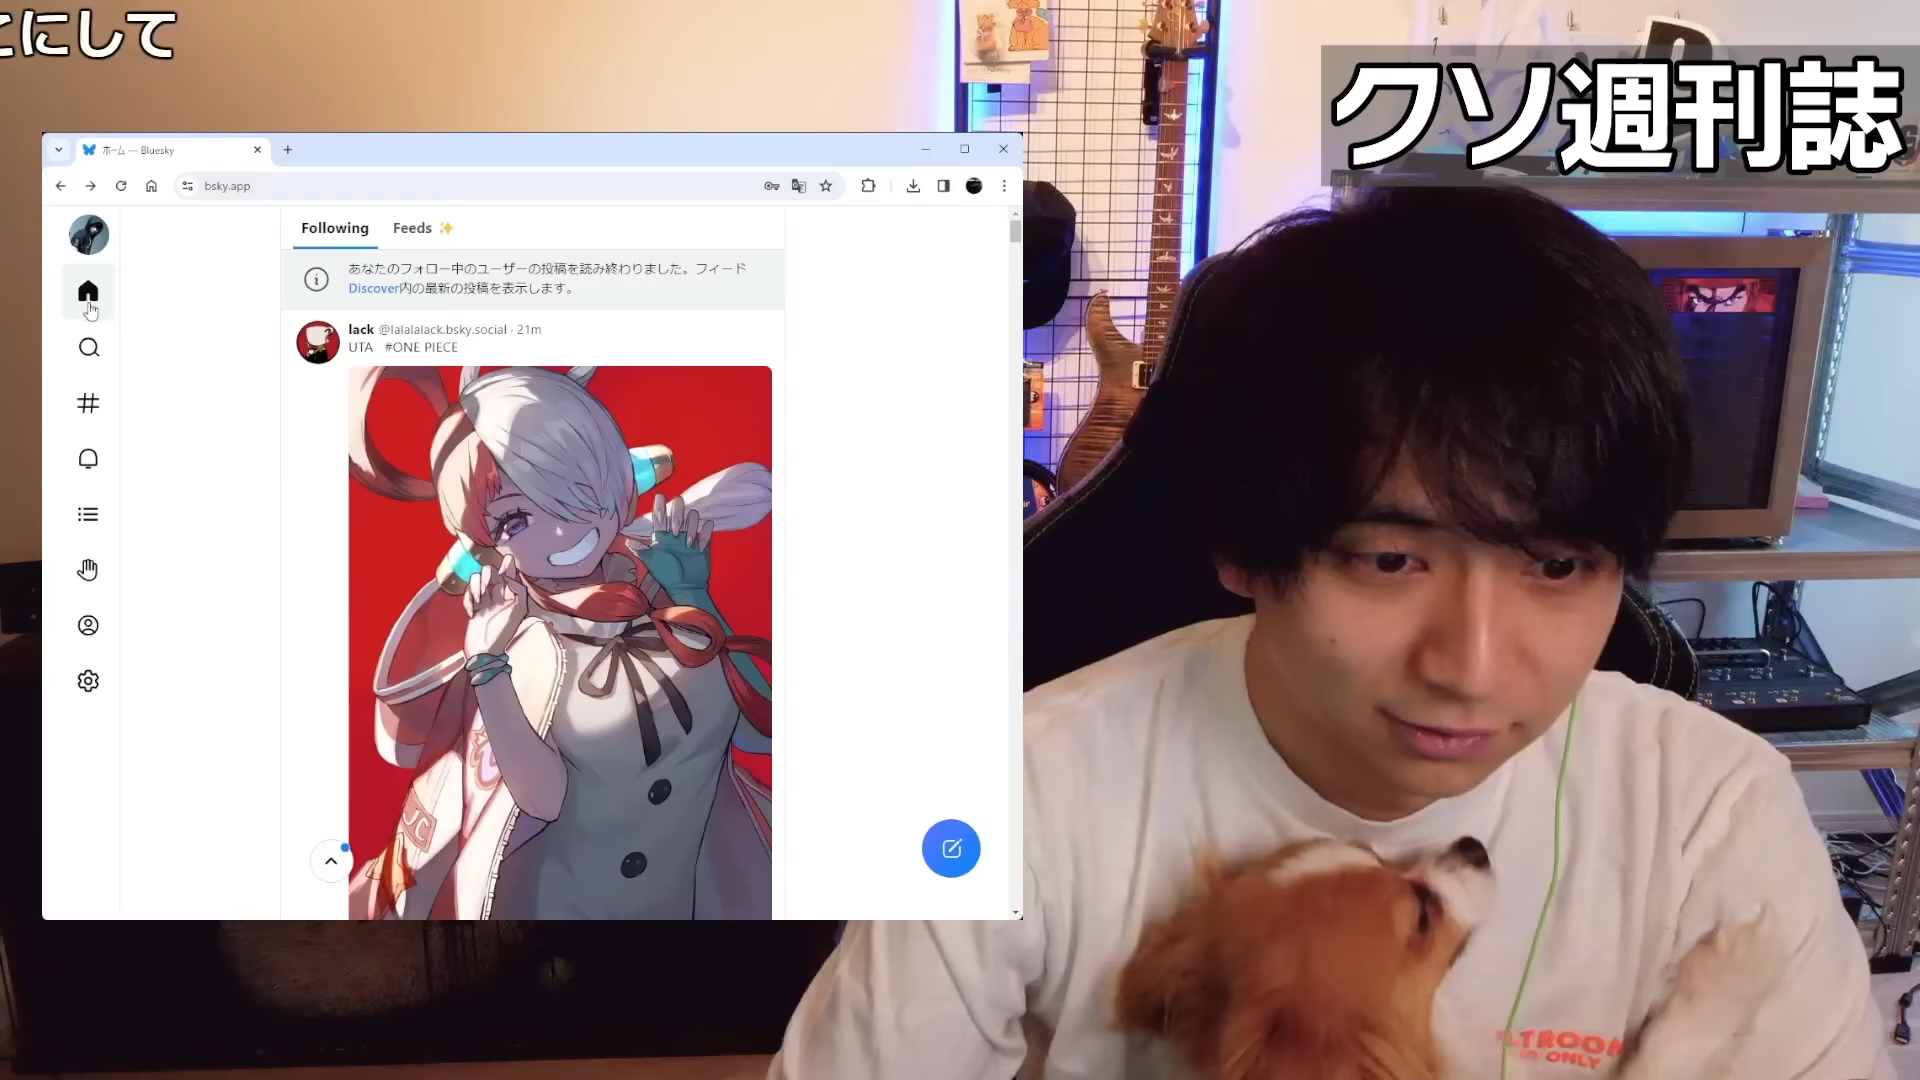 こにして
クソ週刊誌
ホーム — Bluesky
bsky.app
Following
Feeds ✨
あなたのフォロー中のユーザーの投稿を読み終わりました。フィード
Discover内の最新の投稿を表示します。
lack @lalalalack.bsky.social · 21m
UTA #ONE PIECE
JC
ONLY